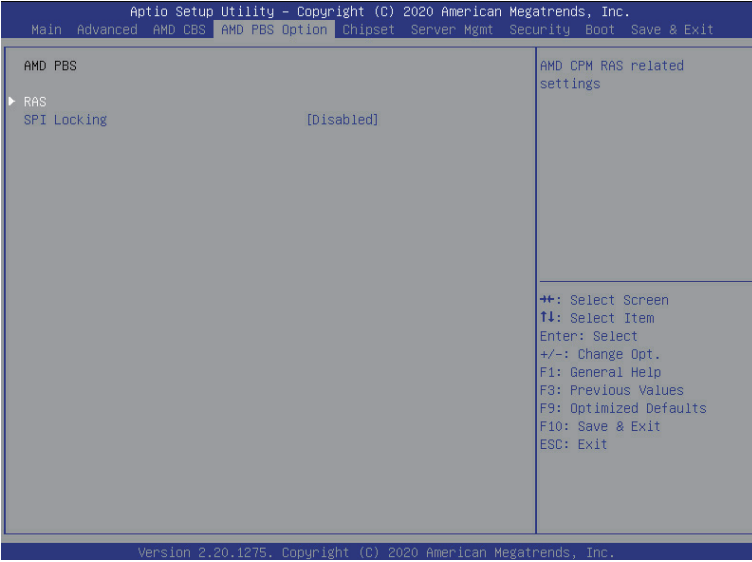 Aptio Setup Utility – Copyright (C) 2020 American Megatrends, Inc.
Main Advanced AMD CBS AMD PBS Option Chipset Server Mgmt Security Boot Save & Exit
AMD PBS
RAS
SPI Locking [Disabled]
AMD CPM RAS related
settings
→←: Select Screen
↑↓: Select Item
Enter: Select
+/-: Change Opt.
F1: General Help
F3: Previous Values
F9: Optimized Defaults
F10: Save & Exit
ESC: Exit
Version 2.20.1275. Copyright (C) 2020 American Megatrends, Inc.